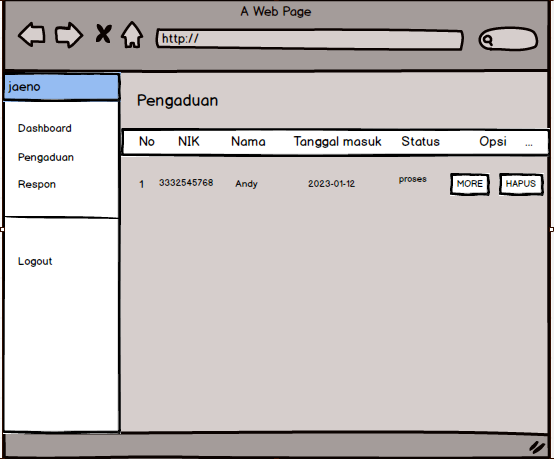 A Web Page
http://
jaeno
Dashboard
Pengaduan
Respon
Logout
Pengaduan
No NIK Nama Tanggal masuk Status Opsi ...
1 3332545768 Andy 2023-01-12 proses MORE HAPUS